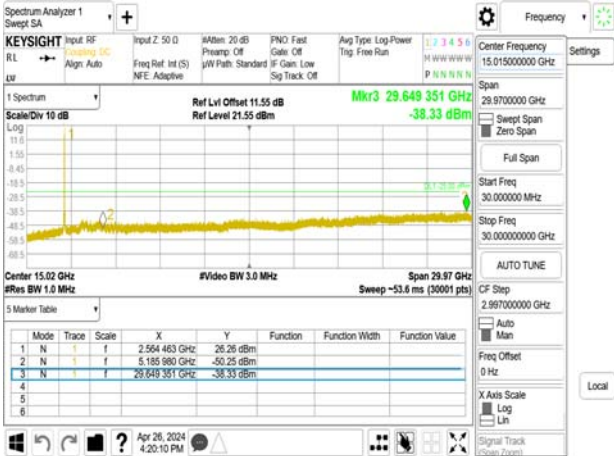 Spectrum Analyzer 1
Swept SA
+
Frequency
KEYSIGHT
Input: RF
Input Z: 50 Ω
#Atten: 20 dB
PNO: Fast
Avg Type: Log-Power
1 2 3 4 5 6
RL
Coupling: DC
Preamp: Off
Gate: Off
Trig: Free Run
M W W W W W
Align: Auto
Freq Ref: Int (S)
µW Path: Standard
IF Gain: Low
NFE: Adaptive
Sig Track: Off
P N N N N N
LW
1 Spectrum
Ref Lvl Offset 11.55 dB
Mkr3 29.649 351 GHz
Scale/Div 10 dB
Ref Level 21.55 dBm
-38.33 dBm
Log
11.6
1.55
-8.45
-18.5
-28.5
-38.5
-48.5
-58.5
-68.5
1
2
Center 15.02 GHz
#Video BW 3.0 MHz
Span 29.97 GHz
#Res BW 1.0 MHz
Sweep ~53.6 ms (30001 pts)
5 Marker Table
Mode Trace Scale X Y Function Function Width Function Value
1 N 1 f 2.564 463 GHz 26.26 dBm
2 N 1 f 5.185 980 GHz -50.25 dBm
3 N 1 f 29.649 351 GHz -38.33 dBm
4
5
6
?
Apr 26, 2024
4:20:10 PM
Center Frequency
15.015000000 GHz
Settings
Span
29.9700000 GHz
Swept Span
Zero Span
Full Span
Start Freq
30.000000 MHz
Stop Freq
30.000000000 GHz
AUTO TUNE
CF Step
2.997000000 GHz
Auto
Man
Freq Offset
0 Hz
Local
X Axis Scale
Log
Lin
Signal Track
(Span Zoom)